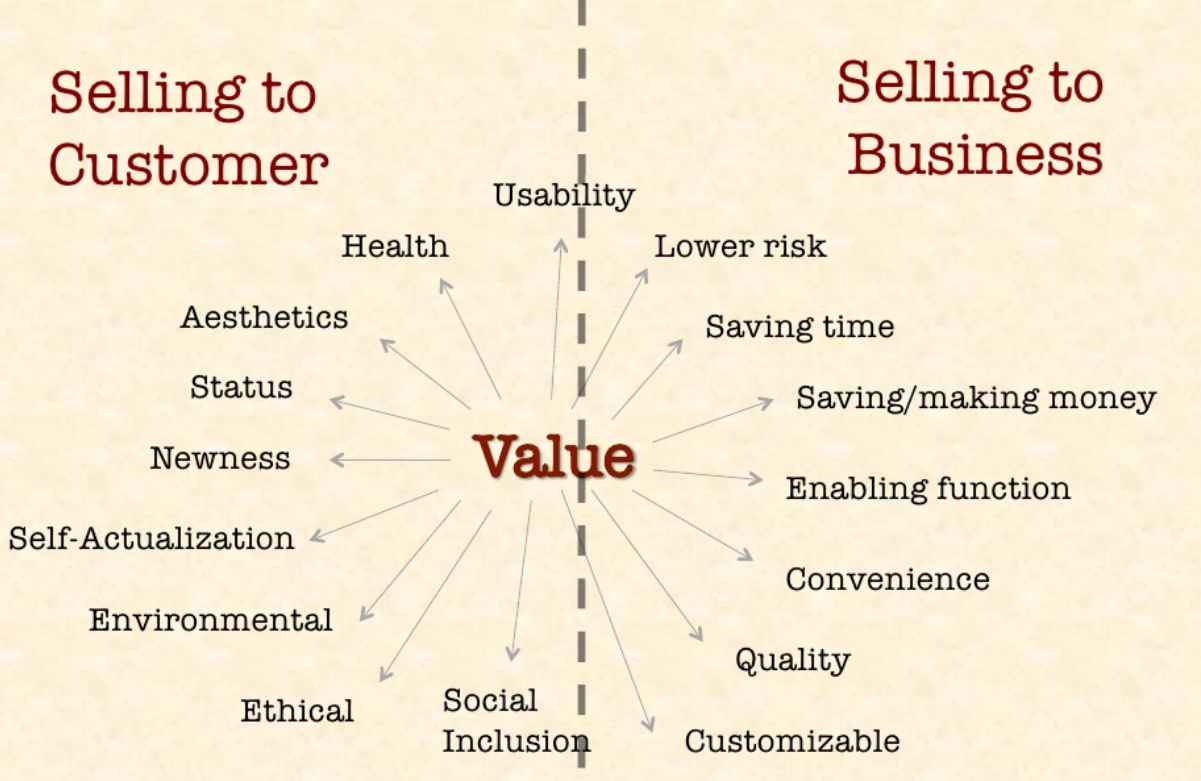 Selling to
Customer
Selling to
Business
Usability
Health
Lower risk
Aesthetics
Saving time
Status
Saving/making money
Newness
Value
Enabling function
Self-Actualization
Convenience
Environmental
Quality
Ethical
Social
Inclusion
Customizable